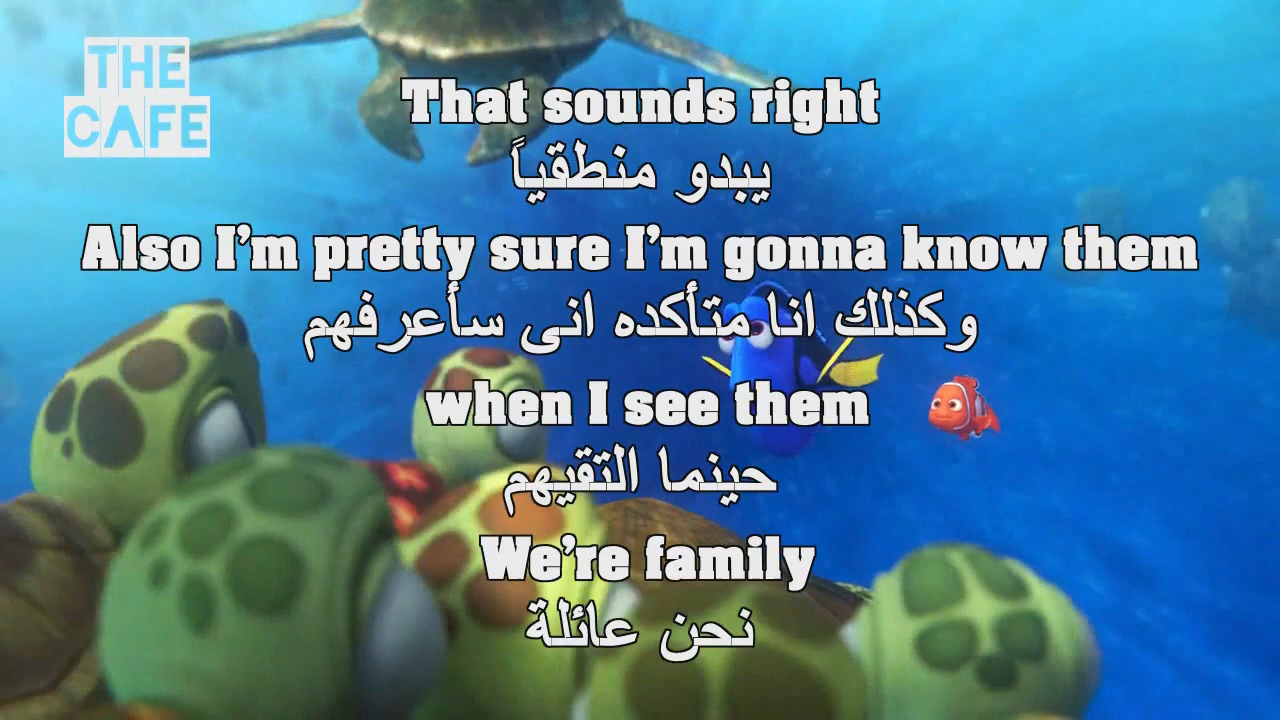 THE
CAFE
That sounds right
يبدو منطقياً
Also I'm pretty sure I'm gonna know them
وكذلك انا متأكده انى سأعرفهم
when I see them
حينما التقيهم
We're family
نحن عائلة